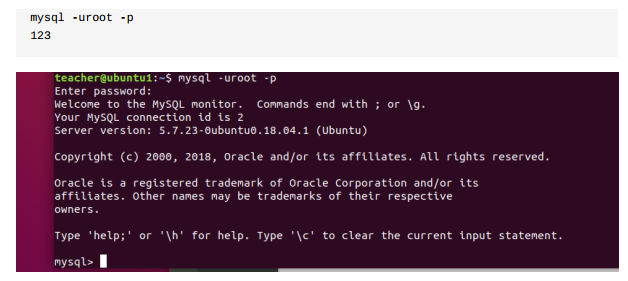 mysql -uroot -p
123
teacher@ubuntu1:~$ mysql -uroot -p
Enter password:
Welcome to the MySQL monitor.  Commands end with ; or \g.
Your MySQL connection id is 2
Server version: 5.7.23-0ubuntu0.18.04.1 (Ubuntu)
Copyright (c) 2000, 2018, Oracle and/or its affiliates. All rights reserved.
Oracle is a registered trademark of Oracle Corporation and/or its
affiliates. Other names may be trademarks of their respective
owners.
Type 'help;' or '\h' for help. Type '\c' to clear the current input statement.
mysql>